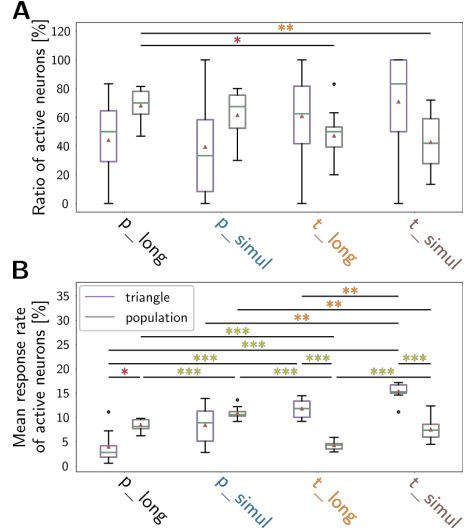 A
Ratio of active neurons [%]
120
100
80
60
40
20
0
**
*
p_long
p_simul
t_long
t_simul
B
Mean response rate
of active neurons [%]
35
30
25
20
15
10
5
0
triangle
population
**
**
**
***
***
***
***
***
*
***
***
***
p_long
p_simul
t_long
t_simul